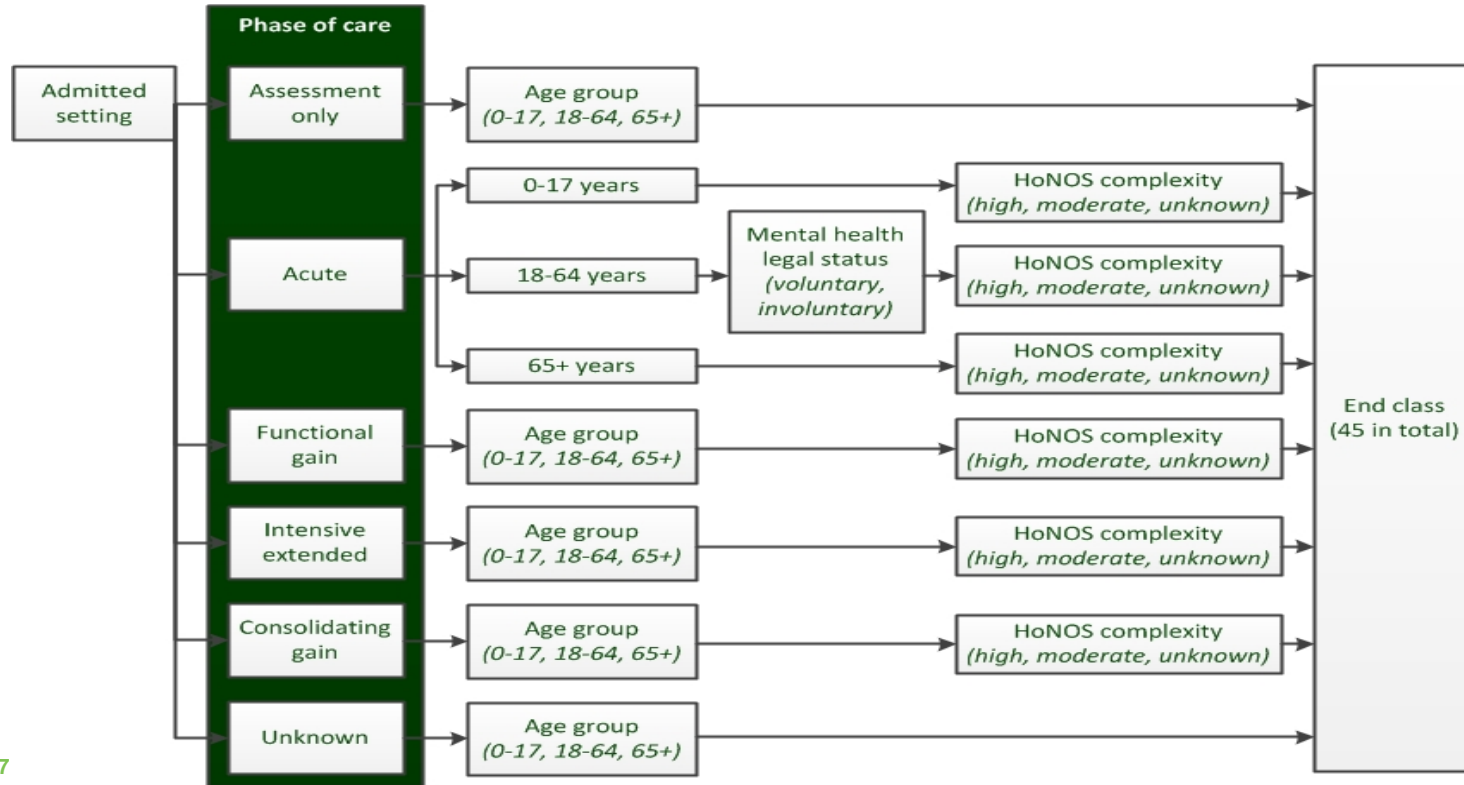 Phase of care
Admitted
setting
Assessment
only
Age group
(0-17, 18-64, 65+)
Acute
0-17 years
HoNOS complexity
(high, moderate, unknown)
18-64 years
Mental health
legal status
(voluntary,
involuntary)
HoNOS complexity
(high, moderate, unknown)
65+ years
HoNOS complexity
(high, moderate, unknown)
Functional
gain
Age group
(0-17, 18-64, 65+)
HoNOS complexity
(high, moderate, unknown)
Intensive
extended
Age group
(0-17, 18-64, 65+)
HoNOS complexity
(high, moderate, unknown)
Consolidating
gain
Age group
(0-17, 18-64, 65+)
HoNOS complexity
(high, moderate, unknown)
Unknown
Age group
(0-17, 18-64, 65+)
End class
(45 in total)
7